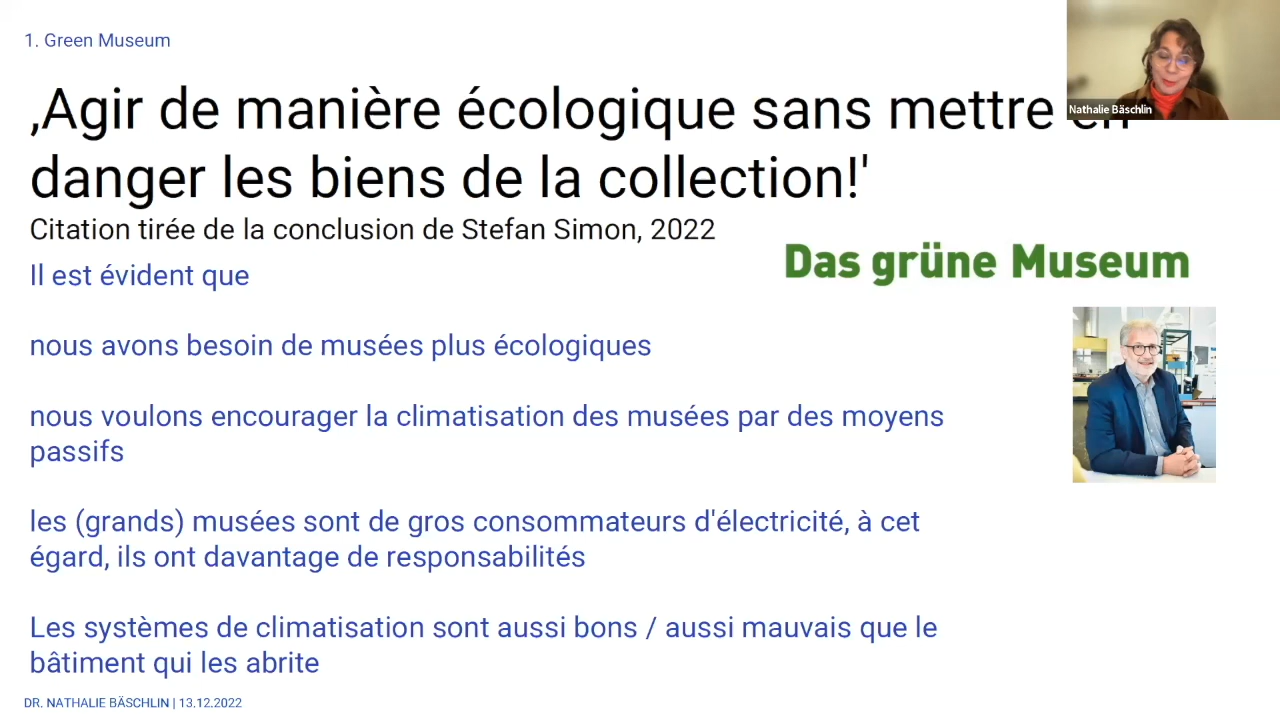 1. Green Museum
Nathalie Bäschlin
‚Agir de manière écologique sans mettre en
danger les biens de la collection!'
Citation tirée de la conclusion de Stefan Simon, 2022
Das grüne Museum
Il est évident que
nous avons besoin de musées plus écologiques
nous voulons encourager la climatisation des musées par des moyens
passifs
les (grands) musées sont de gros consommateurs d'électricité, à cet
égard, ils ont davantage de responsabilités
Les systèmes de climatisation sont aussi bons / aussi mauvais que le
bâtiment qui les abrite
DR. NATHALIE BÄSCHLIN | 13.12.2022